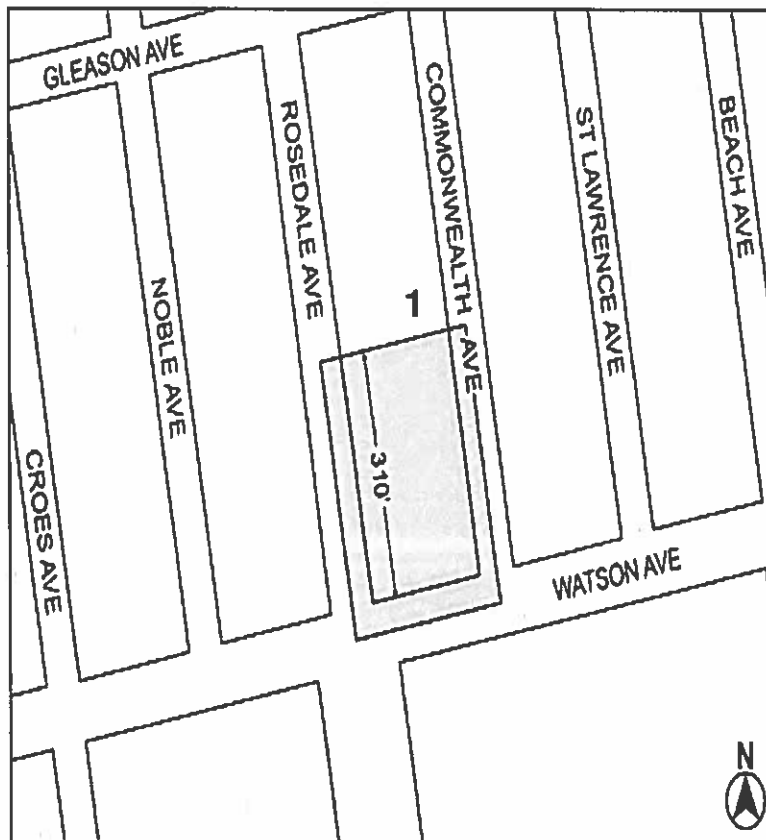 GLEASON AVE
ROSEDALE AVE
COMMONWEALTH AVE
ST LAWRENCE AVE
BEACH AVE
NOBLE AVE
1
CROES AVE
310'
WATSON AVE
N